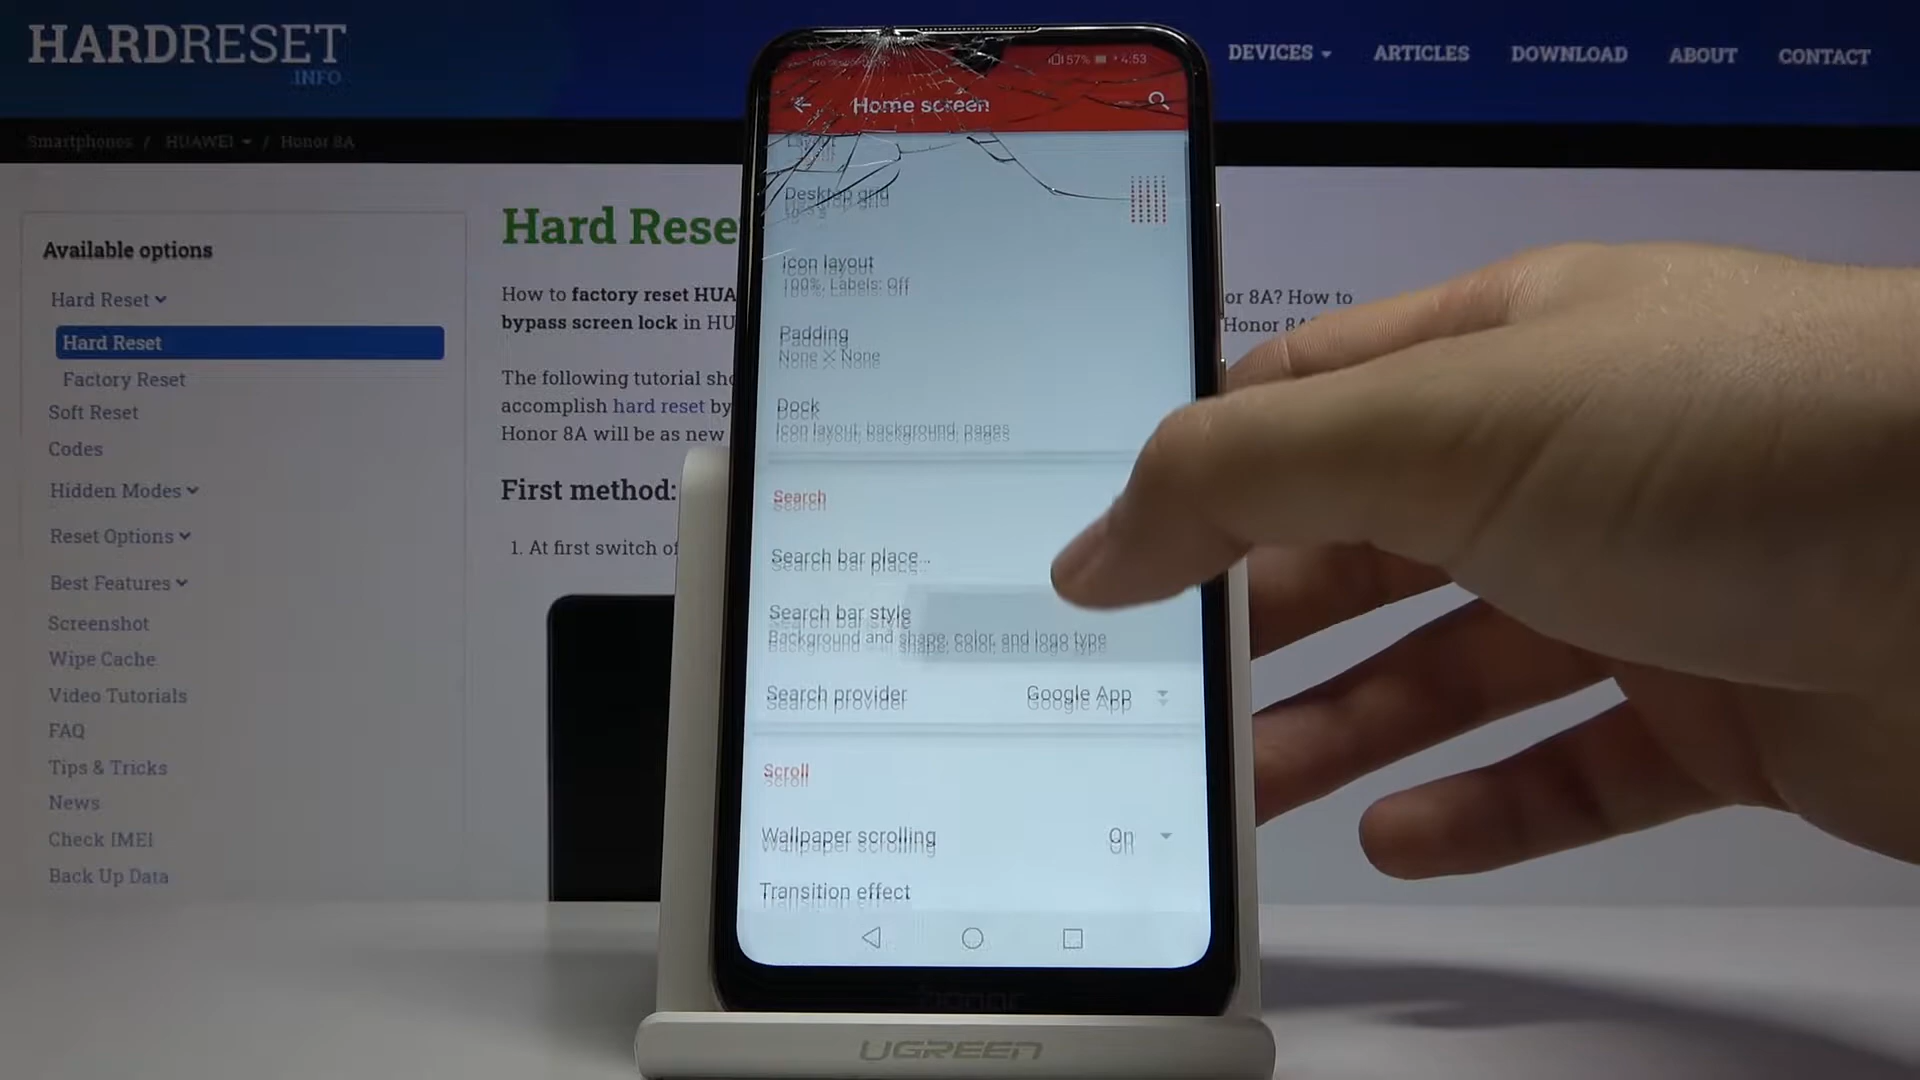 HARDRESET
.INFO
DEVICES
ARTICLES
DOWNLOAD
ABOUT
CONTACT
Smartphones / HUAWEI / Honor 8A
Available options
Hard Reset
Hard Reset
Factory Reset
Soft Reset
Codes
Hidden Modes
Reset Options
Best Features
Screenshot
Wipe Cache
Video Tutorials
FAQ
Tips & Tricks
News
Check IMEI
Back Up Data
Hard Rese
How to factory reset HUA
or 8A? How to
bypass screen lock in HU
Honor 8A
The following tutorial sho
accomplish hard reset by
Honor 8A will be as new
First method:
1. At first switch of
57% 4:53
Home screen
Layout
Desktop grid
Icon layout
100%, Labels: Off
Padding
None × None
Dock
Icon layout, background, pages
Search
Search bar place...
Search bar style
Background and shape, color, and logo type
Search provider
Google App
Scroll
Wallpaper scrolling
On
Transition effect
UGREEN